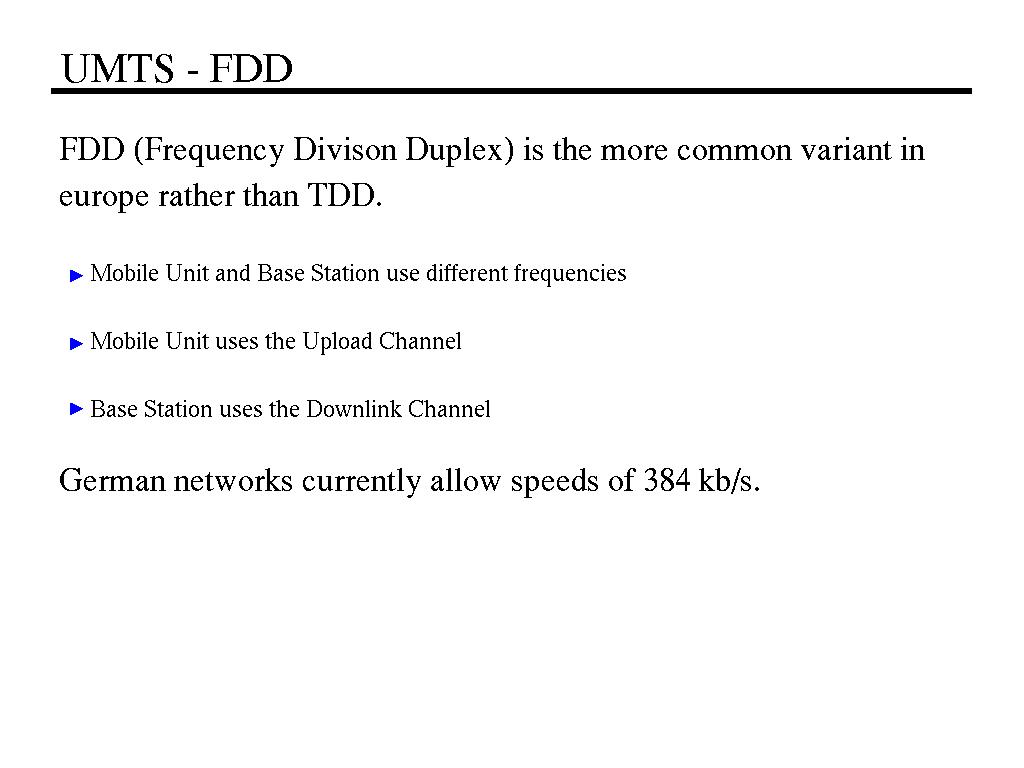 UMTS - FDD
FDD (Frequency Divison Duplex) is the more common variant in
europe rather than TDD.
Mobile Unit and Base Station use different frequencies
Mobile Unit uses the Upload Channel
Base Station uses the Downlink Channel
German networks currently allow speeds of 384 kb/s.